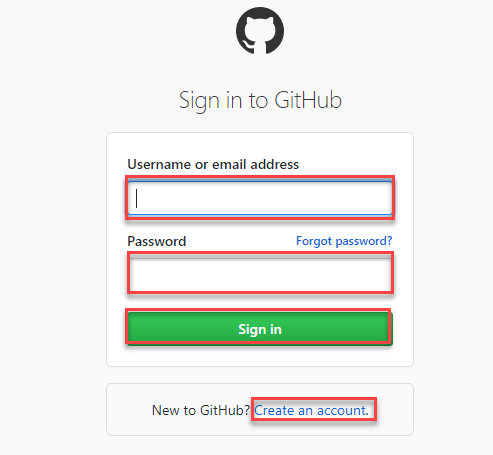 Sign in to GitHub
Username or email address
Password Forgot password?
Sign in
New to GitHub? Create an account.